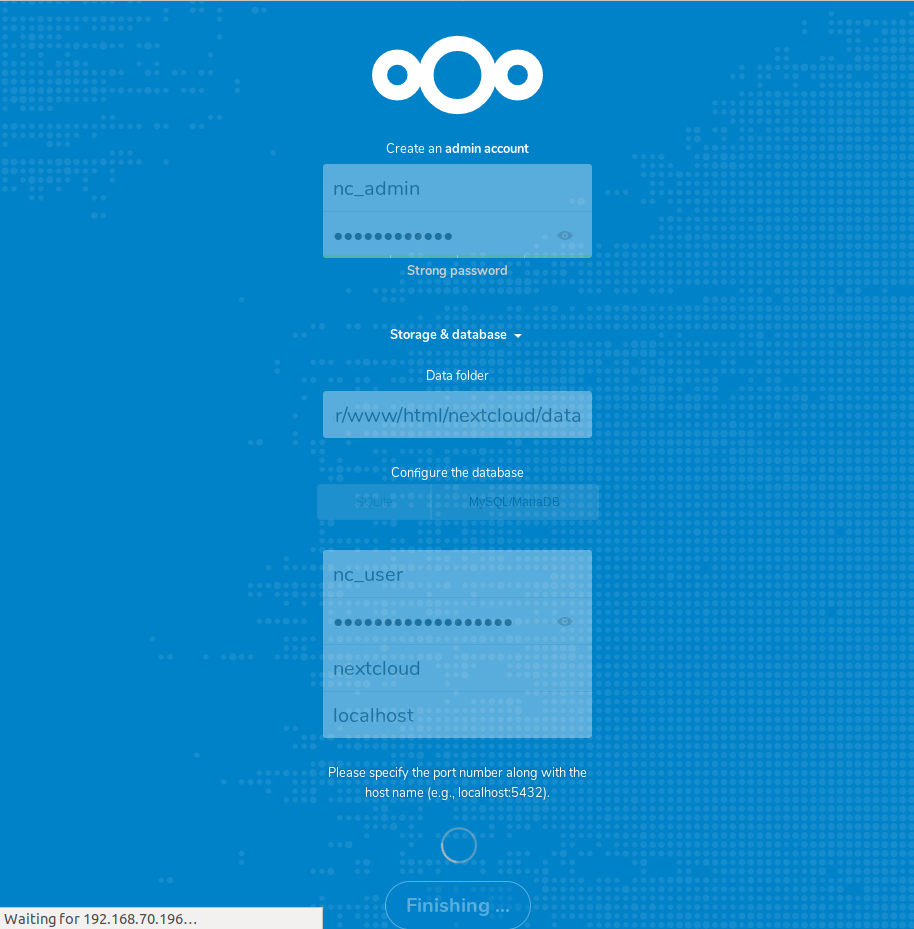 Create an admin account
nc_admin
••••••••••••
Strong password
Storage & database
Data folder
r/www/html/nextcloud/data
Configure the database
SQLite MySQL/MariaDB
nc_user
••••••••••••••••••
nextcloud
localhost
Please specify the port number along with the
host name (e.g., localhost:5432).
Finishing ...
Waiting for 192.168.70.196...